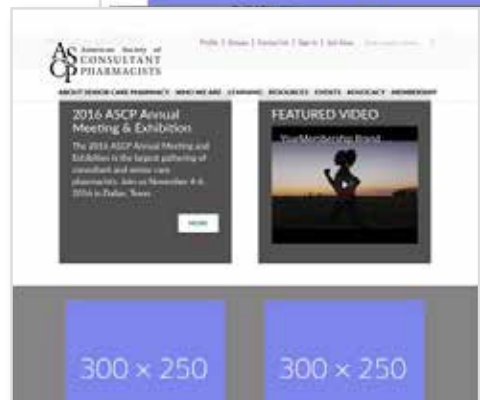 American Society of
ASCP
CONSULTANT
PHARMACISTS
Profile | Groups | Contact Us | Sign In | Join Now
ABOUT SENIOR CARE PHARMACY WHO WE ARE LEARNING RESOURCES EVENTS ADVOCACY MEMBERSHIP
2016 ASCP Annual
Meeting & Exhibition
The 2016 ASCP Annual Meeting and
Exhibition is the largest gathering of
consultant and senior care
pharmacists. Join us November 4-6,
2016 in Dallas, Texas
MORE
FEATURED VIDEO
YourMembership Brand
300 × 250
300 × 250